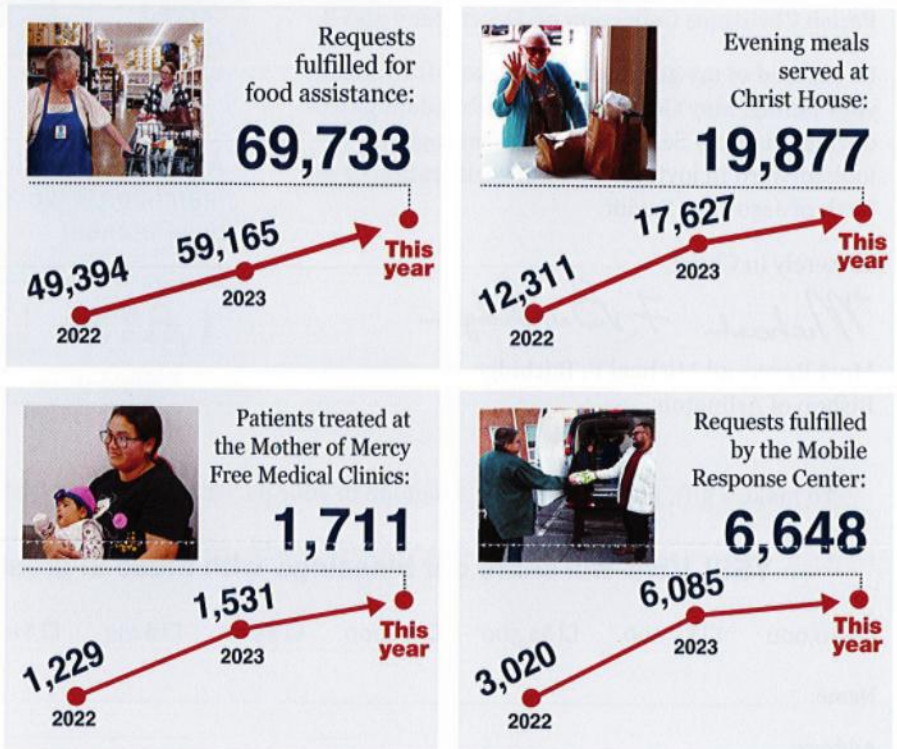 Requests
fulfilled for
food assistance:
69,733
49,394
59,165
2022
2023
This
year
Evening meals
served at
Christ House:
19,877
12,311
17,627
2022
2023
This
year
Patients treated at
the Mother of Mercy
Free Medical Clinics:
1,711
1,229
1,531
2022
2023
This
year
Requests fulfilled
by the Mobile
Response Center:
6,648
3,020
6,085
2022
2023
This
year